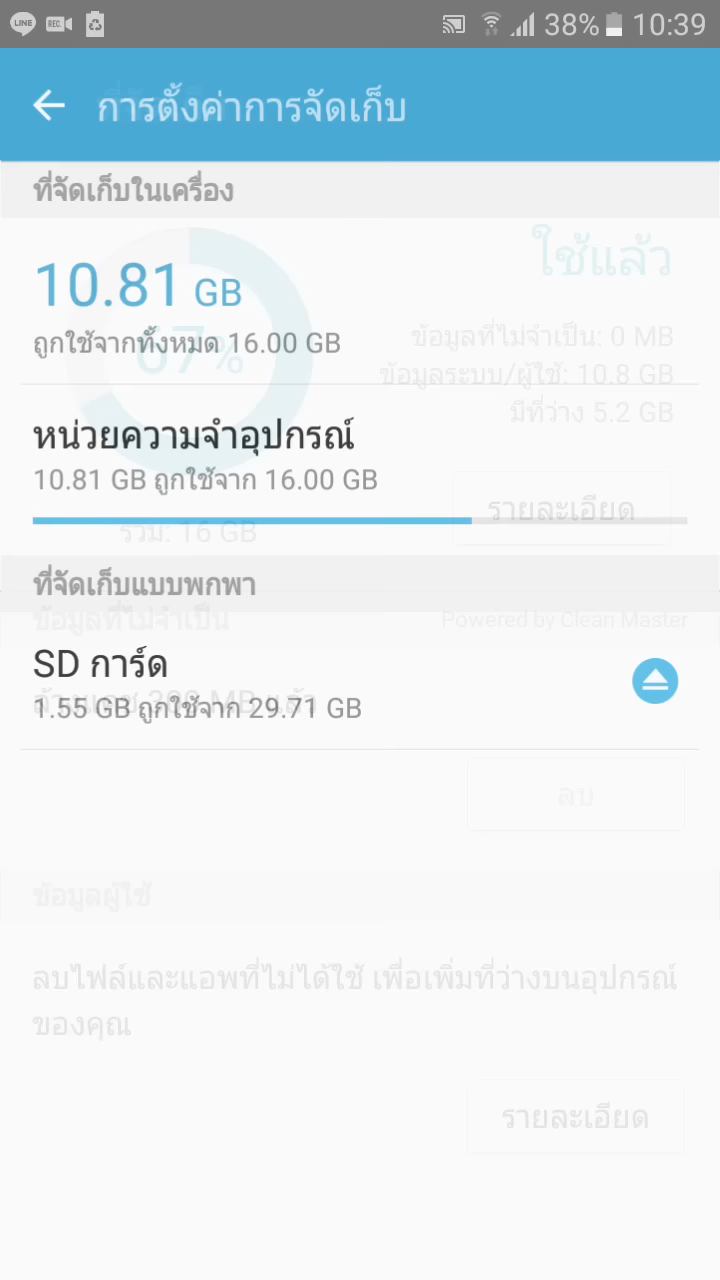 LINE REC. 38% 10:39
การตั้งค่าการจัดเก็บ
ที่จัดเก็บในเครื่อง
ใช้แล้ว
10.81 GB
67%
ข้อมูลที่ไม่จำเป็น: 0 MB
ถูกใช้จากทั้งหมด 16.00 GB
ข้อมูลระบบ/ผู้ใช้: 10.8 GB
มีที่ว่าง 5.2 GB
หน่วยความจำอุปกรณ์
10.81 GB ถูกใช้จาก 16.00 GB
รายละเอียด
รวม: 16 GB
ที่จัดเก็บแบบพกพา
ข้อมูลที่ไม่จำเป็น
Powered by Clean Master
SD การ์ด
1.55 GB ถูกใช้จาก 29.71 GB
ลบ
ข้อมูลผู้ใช้
ลบไฟล์และแอพที่ไม่ได้ใช้ เพื่อเพิ่มที่ว่างบนอุปกรณ์
ของคุณ
รายละเอียด